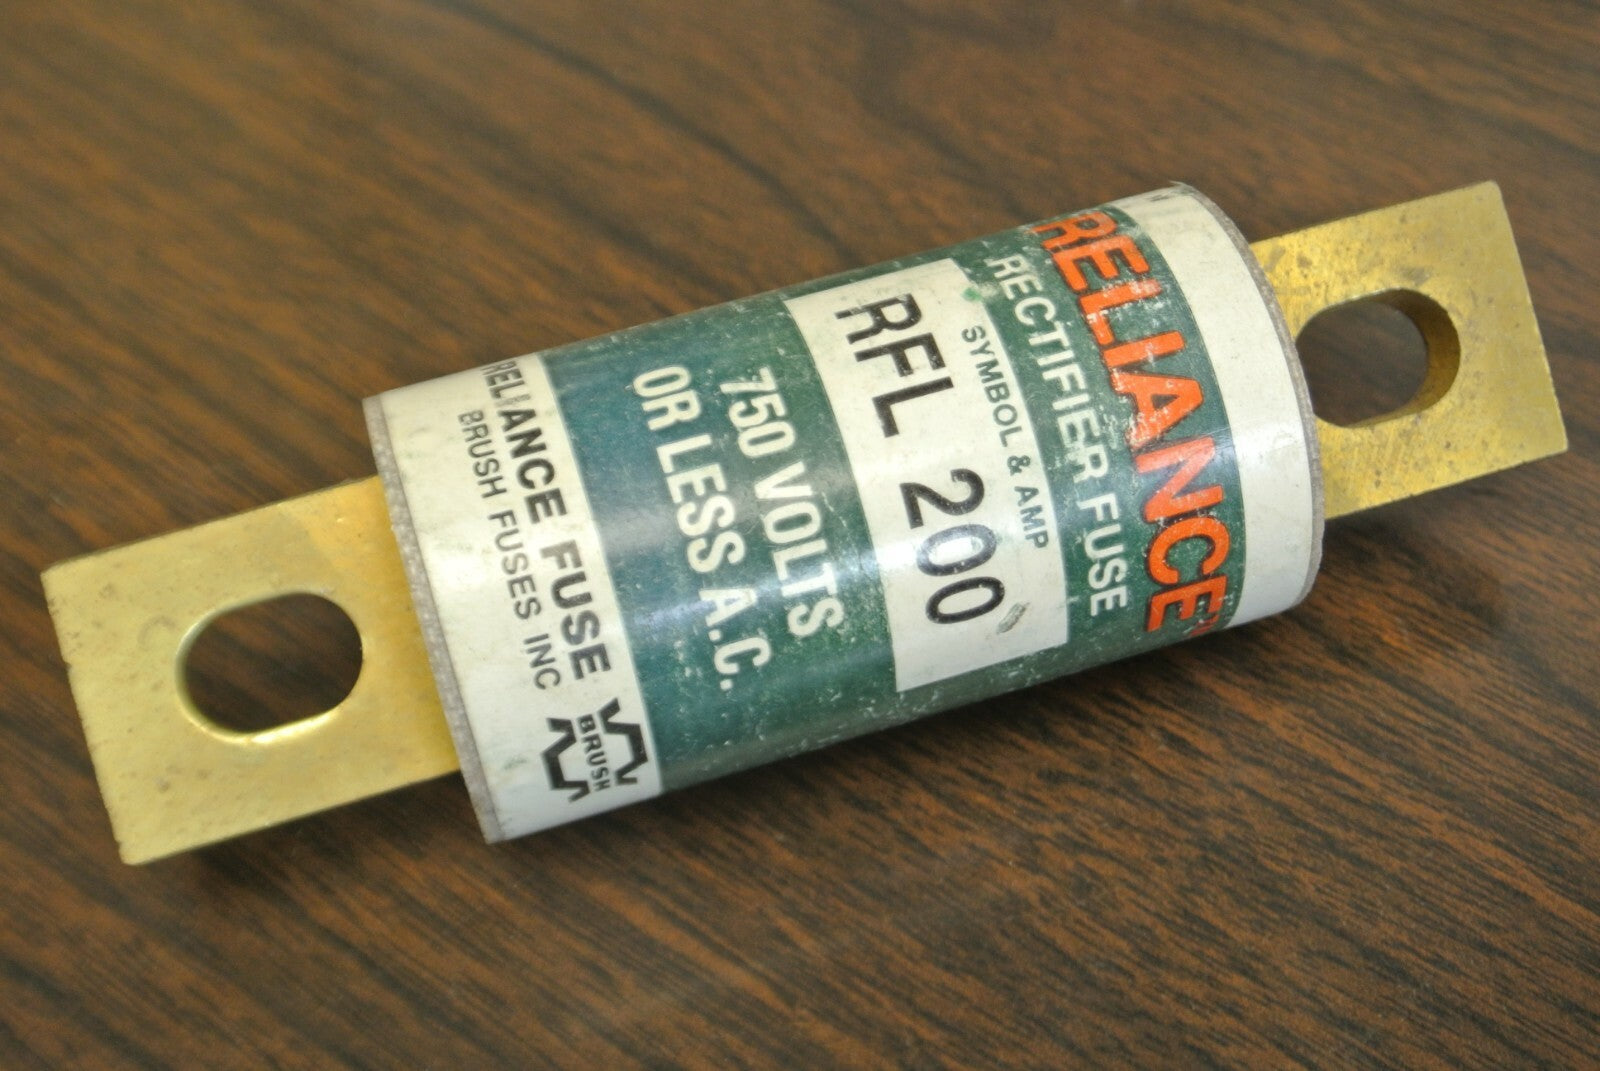 RELIANCE
RECTIFIER FUSE
SYMBOL & AMP
RFL 200
750 VOLTS
OR LESS A.C.
RELIANCE FUSE
BRUSH FUSES INC
BRUSH